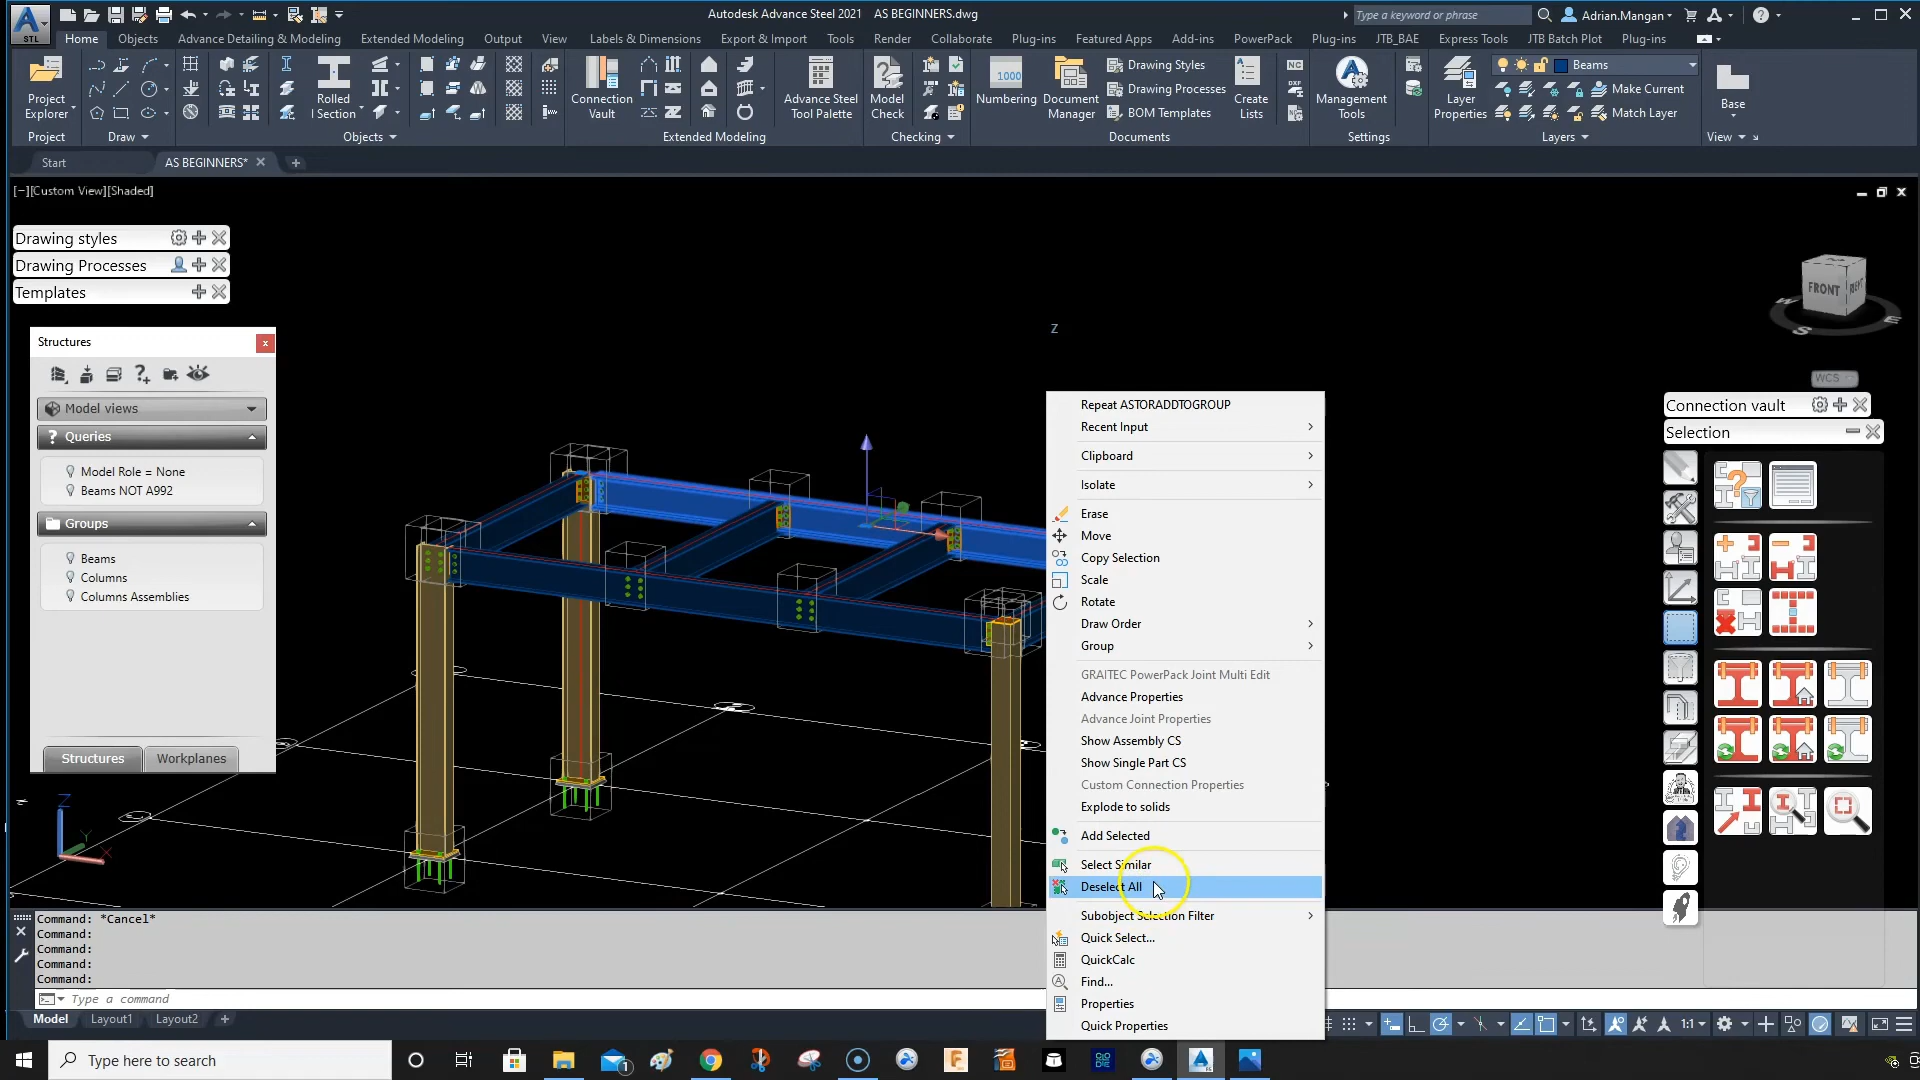 Autodesk Advance Steel 2021 AS BEGINNERS.dwg
Type a keyword or phrase
Adrian.Mangan
STL
Home
Objects
Advance Detailing & Modeling
Extended Modeling
Output
View
Labels & Dimensions
Export & Import
Tools
Render
Collaborate
Plug-ins
Featured Apps
Add-ins
PowerPack
Plug-ins
JTB_BAE
Express Tools
JTB Batch Plot
Plug-ins
Project
Explorer
Rolled
I Section
Connection
Vault
Advance Steel
Tool Palette
Model
Check
1000
Numbering
Document
Manager
Drawing Styles
Drawing Processes
BOM Templates
Create
Lists
NC
DXF
Management
Tools
Layer
Properties
Beams
Make Current
Match Layer
Base
Project
Draw
Objects
Extended Modeling
Checking
Documents
Settings
Layers
View
Start
AS BEGINNERS*
[−][Custom View][Shaded]
Drawing styles
Drawing Processes
Templates
Structures
Model views
Queries
Model Role = None
Beams NOT A992
Groups
Beams
Columns
Columns Assemblies
Structures
Workplanes
Z
FRONT
W
S
E
WCS
Connection vault
Selection
Repeat ASTORADDTOGROUP
Recent Input
Clipboard
Isolate
Erase
Move
Copy Selection
Scale
Rotate
Draw Order
Group
GRAITEC PowerPack Joint Multi Edit
Advance Properties
Advance Joint Properties
Show Assembly CS
Show Single Part CS
Custom Connection Properties
Explode to solids
Add Selected
Select Similar
Deselect All
Subobject Selection Filter
Quick Select...
QuickCalc
Find...
Properties
Quick Properties
Z
Y
X
Command: *Cancel*
Command:
Command:
Command:
Command:
Type a command
Model
Layout1
Layout2
1:1
Type here to search